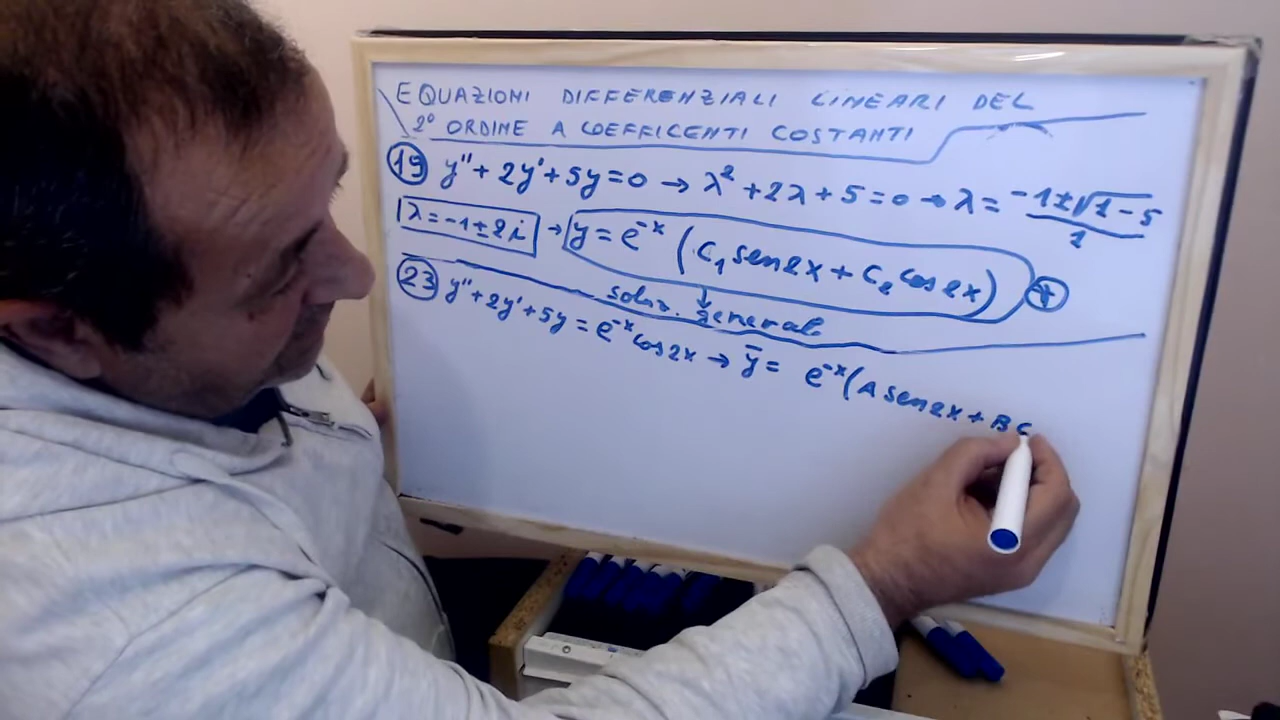 EQUAZIONI DIFFERENZIALI LINEARI DEL
2° ORDINE A COEFFICENTI COSTANTI
19 y'' + 2y' + 5y = 0 → λ² + 2λ + 5 = 0 → λ = -1±√1-5 / 1
λ = -1 ± 2i → y = e^-x (C₁ sen2x + C₂ cos2x) *
soluz. generale
23 y'' + 2y' + 5y = e^-x cos2x → ȳ = e^-x (A sen2x + B c